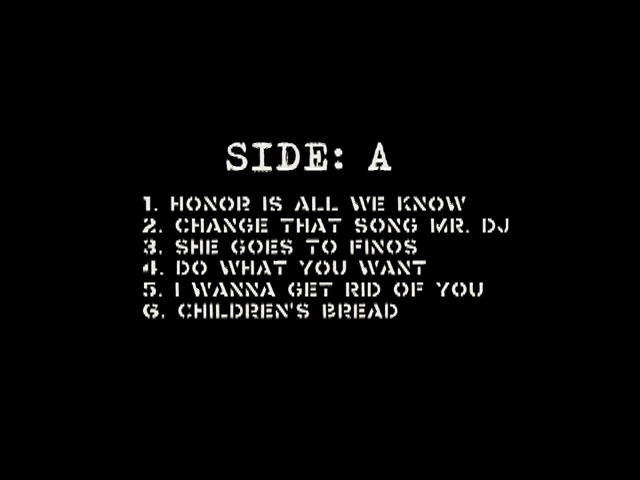 SIDE: A
1. HONOR IS ALL WE KNOW
2. CHANGE THAT SONG MR. DJ
3. SHE GOES TO FINOS
4. DO WHAT YOU WANT
5. I WANNA GET RID OF YOU
6. CHILDREN'S BREAD